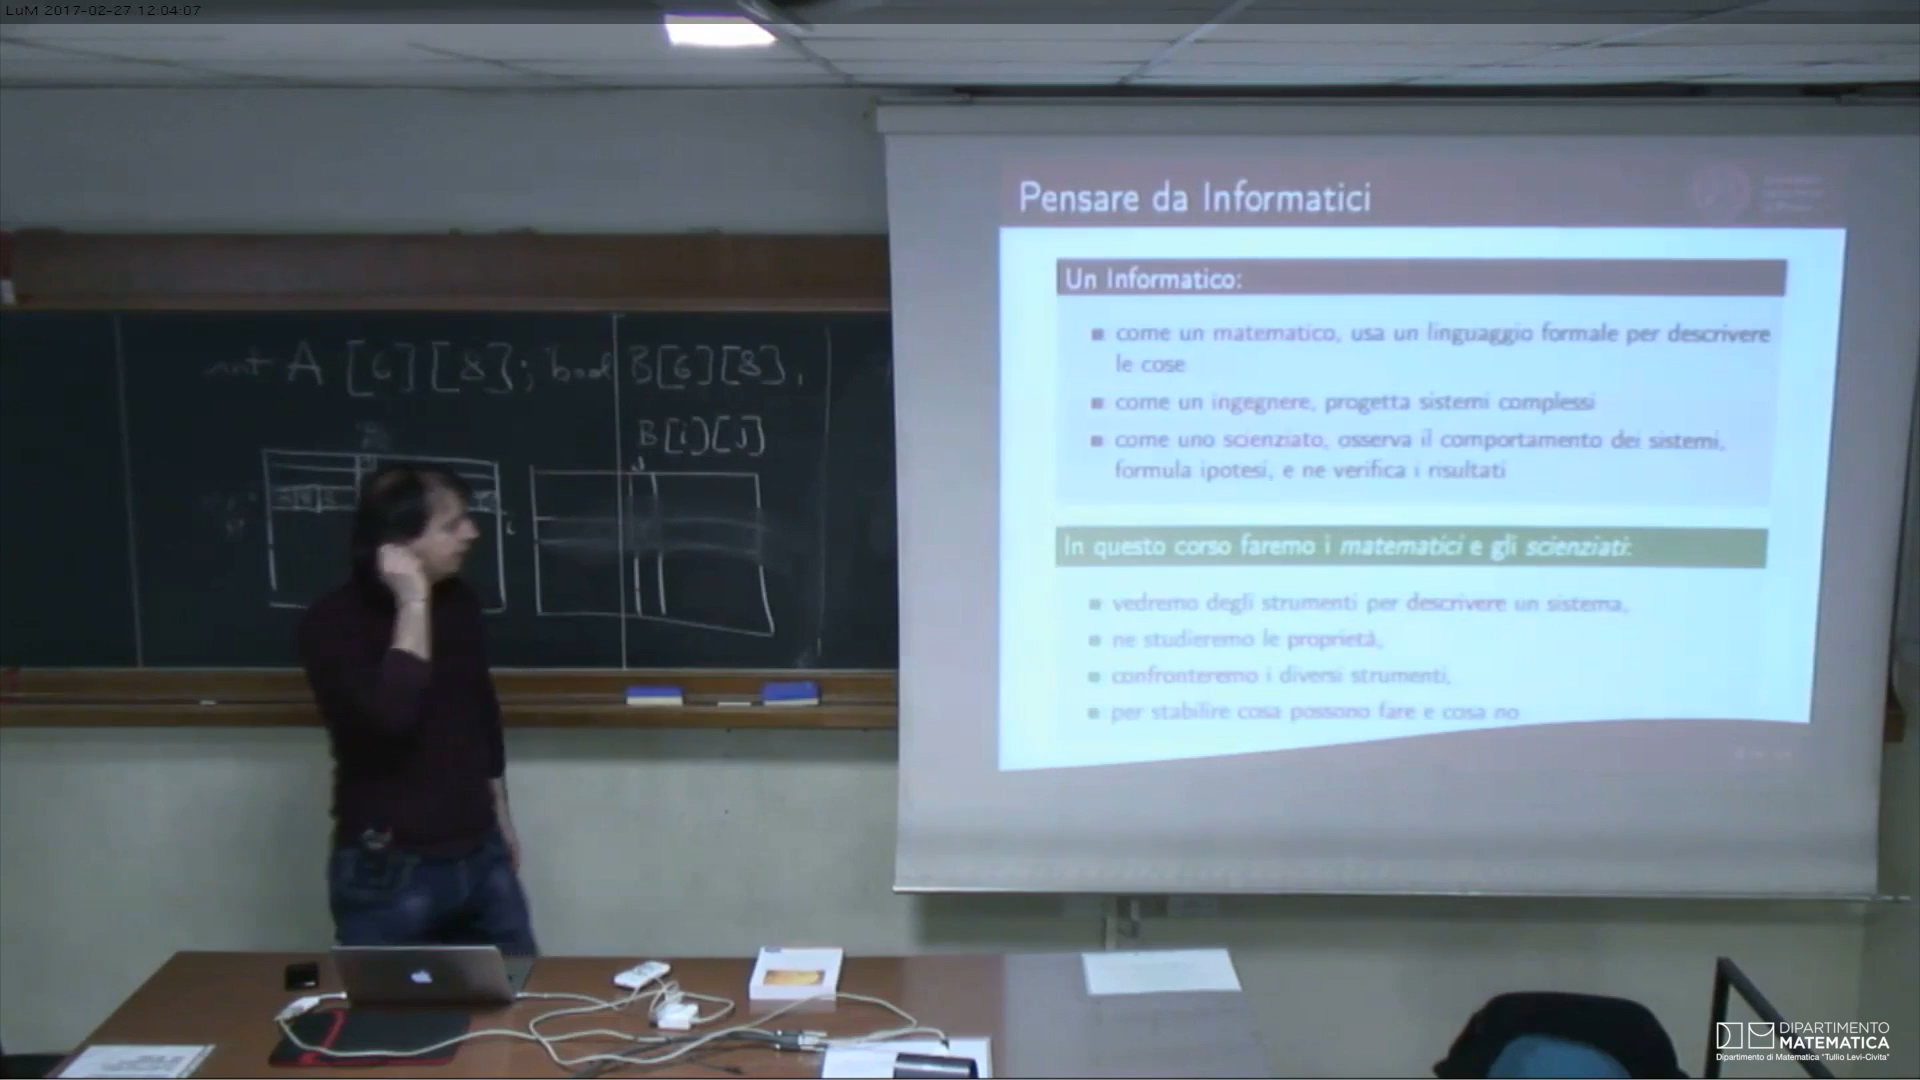 LuM 2017-02-27 12:04:07
int A [6][8]; bool B[6][8],
B[i][j]
j
i
Pensare da Informatici
Un Informatico:
come un matematico, usa un linguaggio formale per descrivere
le cose
come un ingegnere, progetta sistemi complessi
come uno scienziato, osserva il comportamento dei sistemi,
formula ipotesi, e ne verifica i risultati
In questo corso faremo i matematici e gli scienziati:
vedremo degli strumenti per descrivere un sistema,
ne studieremo le proprietà,
confronteremo i diversi strumenti,
per stabilire cosa possono fare e cosa no
DIPARTIMENTO
MATEMATICA
Dipartimento di Matematica "Tullio Levi-Civita"